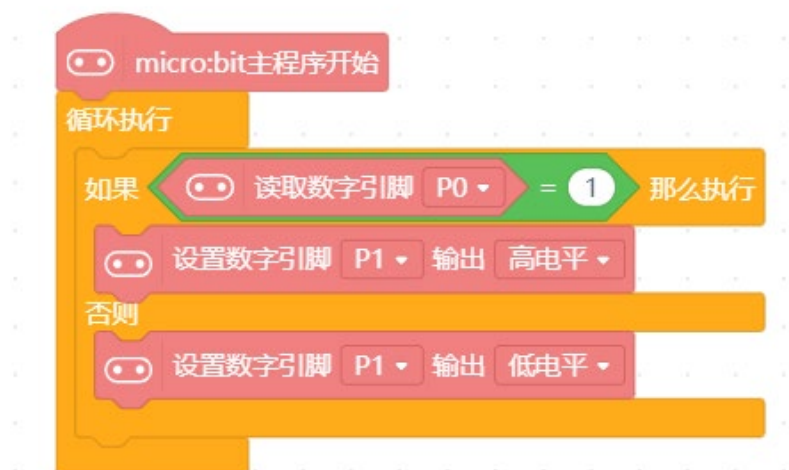 micro:bit主程序开始
循环执行
如果 读取数字引脚 P0 = 1 那么执行
设置数字引脚 P1 输出 高电平
否则
设置数字引脚 P1 输出 低电平